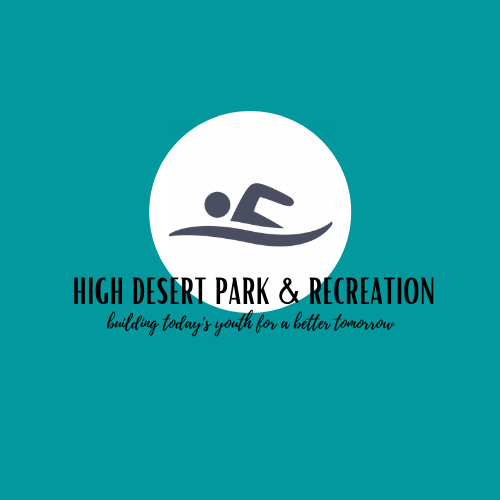 HIGH DESERT PARK & RECREATION
building today's youth for a better tomorrow